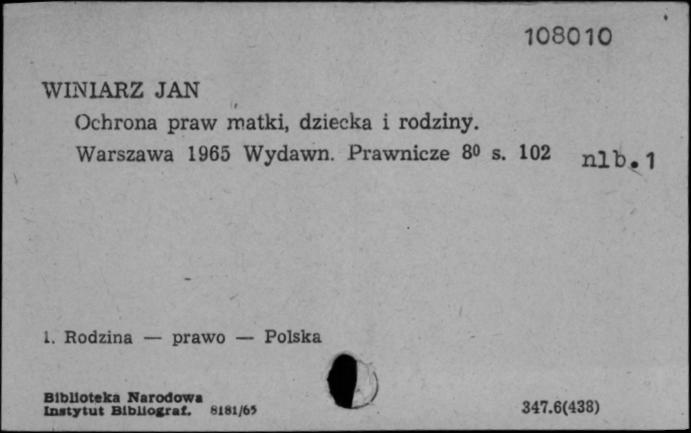 108010
WINIARZ JAN
Ochrona praw matki, dziecka i rodziny.
Warszawa 1965 Wydawn. Prawnicze 8⁰ s. 102 nlb. 1
1. Rodzina — prawo — Polska
Biblioteka Narodowa
Instytut Bibliograf. 8181/65
347.6(438)